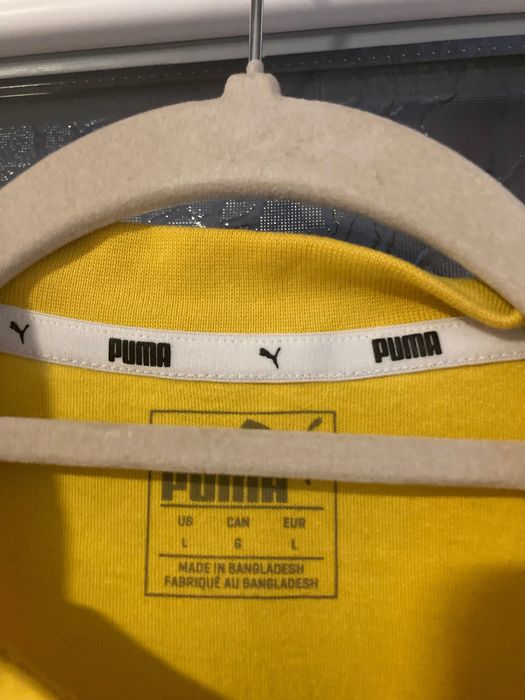 PUMA PUMA
PUMA
US CAN EUR
L G L
MADE IN BANGLADESH
FABRIQUÉ AU BANGLADESH